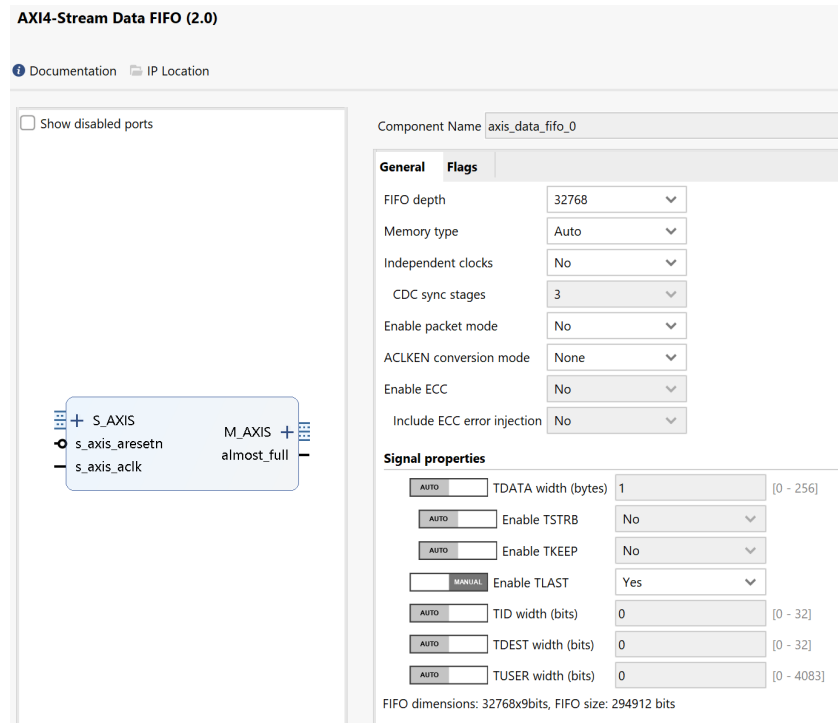 AXI4-Stream Data FIFO (2.0)
Documentation IP Location
Show disabled ports
S_AXIS
s_axis_aresetn
s_axis_aclk
M_AXIS
almost_full
Component Name axis_data_fifo_0
General Flags
FIFO depth 32768
Memory type Auto
Independent clocks No
CDC sync stages 3
Enable packet mode No
ACLKEN conversion mode None
Enable ECC No
Include ECC error injection No
Signal properties
AUTO TDATA width (bytes) 1 [0 - 256]
AUTO Enable TSTRB No
AUTO Enable TKEEP No
MANUAL Enable TLAST Yes
AUTO TID width (bits) 0 [0 - 32]
AUTO TDEST width (bits) 0 [0 - 32]
AUTO TUSER width (bits) 0 [0 - 4083]
FIFO dimensions: 32768x9bits, FIFO size: 294912 bits